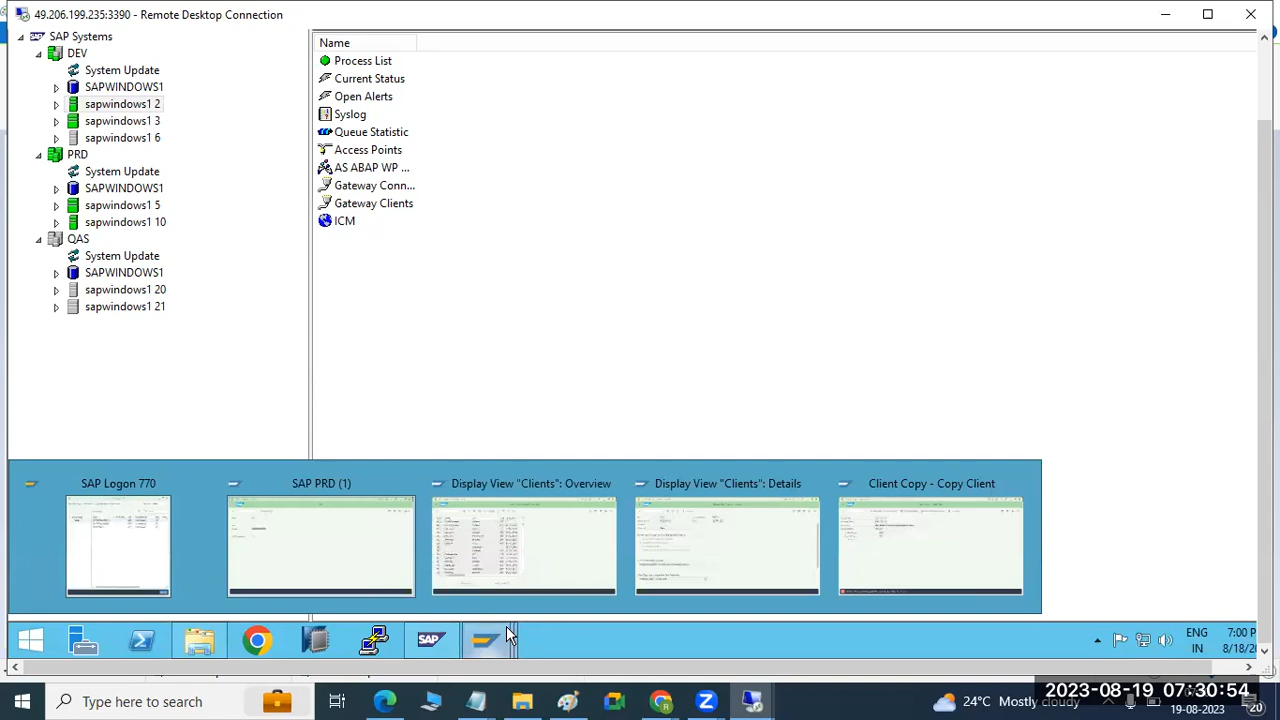 49.206.199.235:3390 - Remote Desktop Connection
SAP Systems
DEV
System Update
SAPWINDOWS1
sapwindows1 2
sapwindows1 3
sapwindows1 6
PRD
System Update
SAPWINDOWS1
sapwindows1 5
sapwindows1 10
QAS
System Update
SAPWINDOWS1
sapwindows1 20
sapwindows1 21
Name
Process List
Current Status
Open Alerts
Syslog
Queue Statistic
Access Points
AS ABAP WP ...
Gateway Conn...
Gateway Clients
ICM
SAP Logon 770
SAP PRD (1)
Display View "Clients": Overview
Display View "Clients": Details
Client Copy - Copy Client
SAP
ENG
IN
7:00 P
8/18/20
Type here to search
24°C Mostly cloudy
2023-08-19 07:30:54
19-08-2023
20